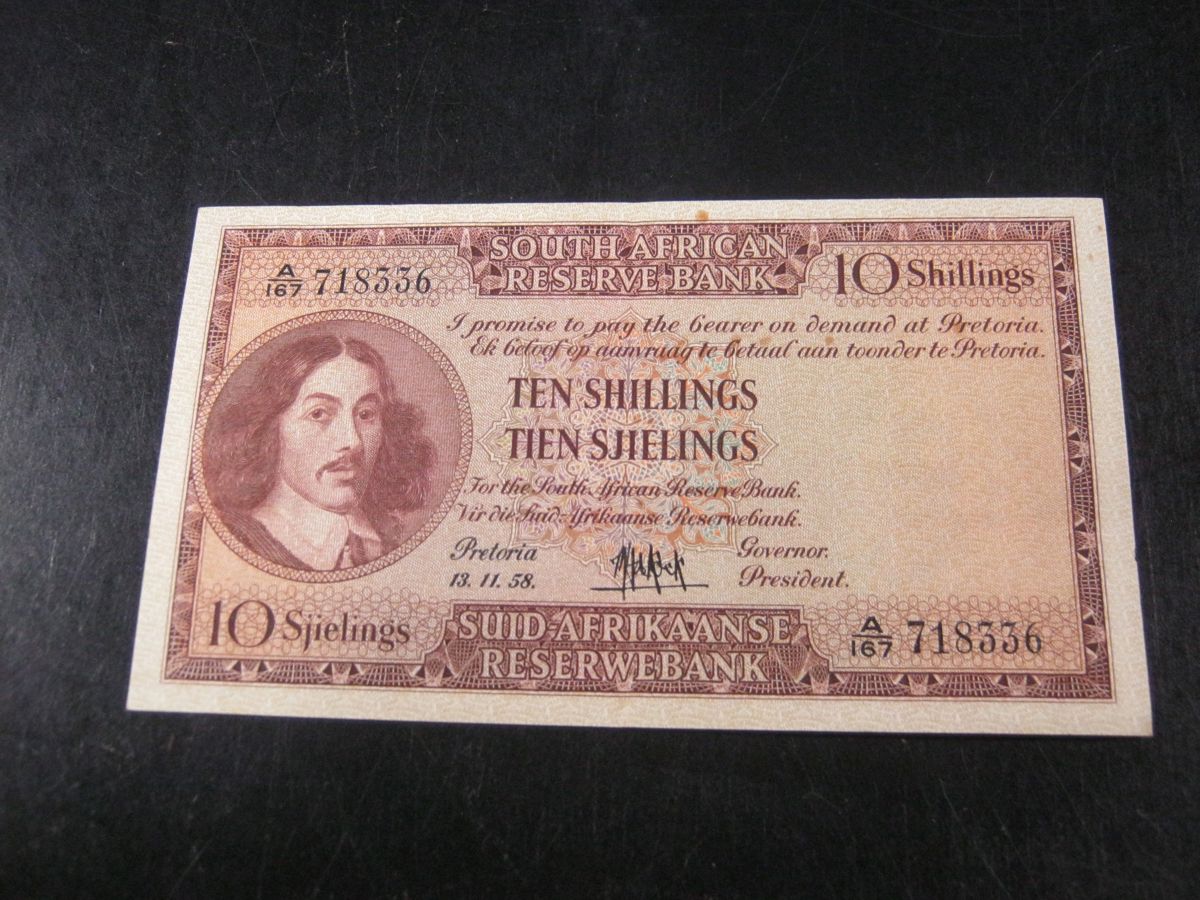 SOUTH AFRICAN
RESERVE BANK
A/167 718336
10 Shillings
I promise to pay the bearer on demand at Pretoria.
Ek beloof op aanvraag te betaal aan toonder te Pretoria.
TEN SHILLINGS
TIEN SJIELINGS
For the South African Reserve Bank.
Vir die Suid-Afrikaanse Reserwebank.
Pretoria
13. 11. 58.
Governor.
President.
10 Sjielings
SUID-AFRIKAANSE
RESERWEBANK
A/167 718336